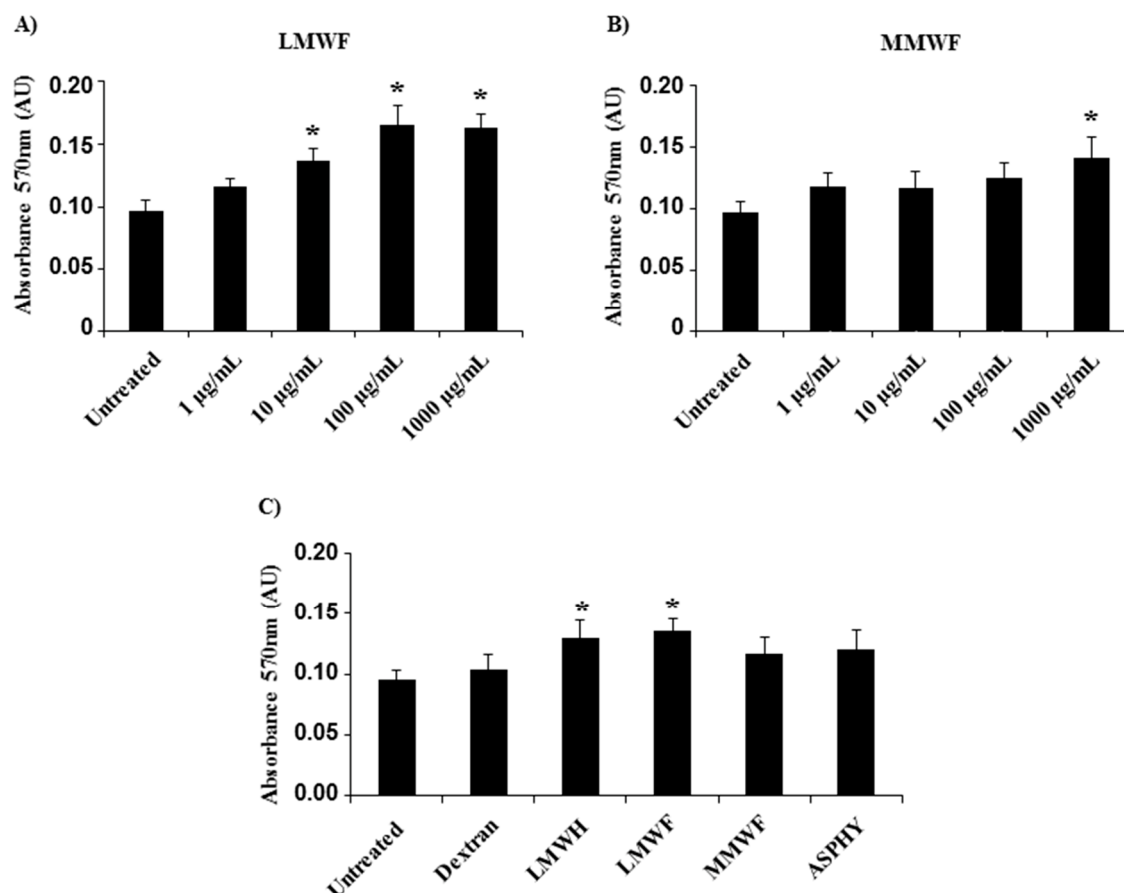 A)
LMWF
Absorbance 570nm (AU)
0.20
0.15
0.10
0.05
0
*
*
*
Untreated
1 µg/mL
10 µg/mL
100 µg/mL
1000 µg/mL
B)
MMWF
Absorbance 570nm (AU)
0.20
0.15
0.10
0.05
0
*
Untreated
1 µg/mL
10 µg/mL
100 µg/mL
1000 µg/mL
C)
Absorbance 570nm (AU)
0.20
0.15
0.10
0.05
0.00
*
*
Untreated
Dextran
LMWH
LMWF
MMWF
ASPHY